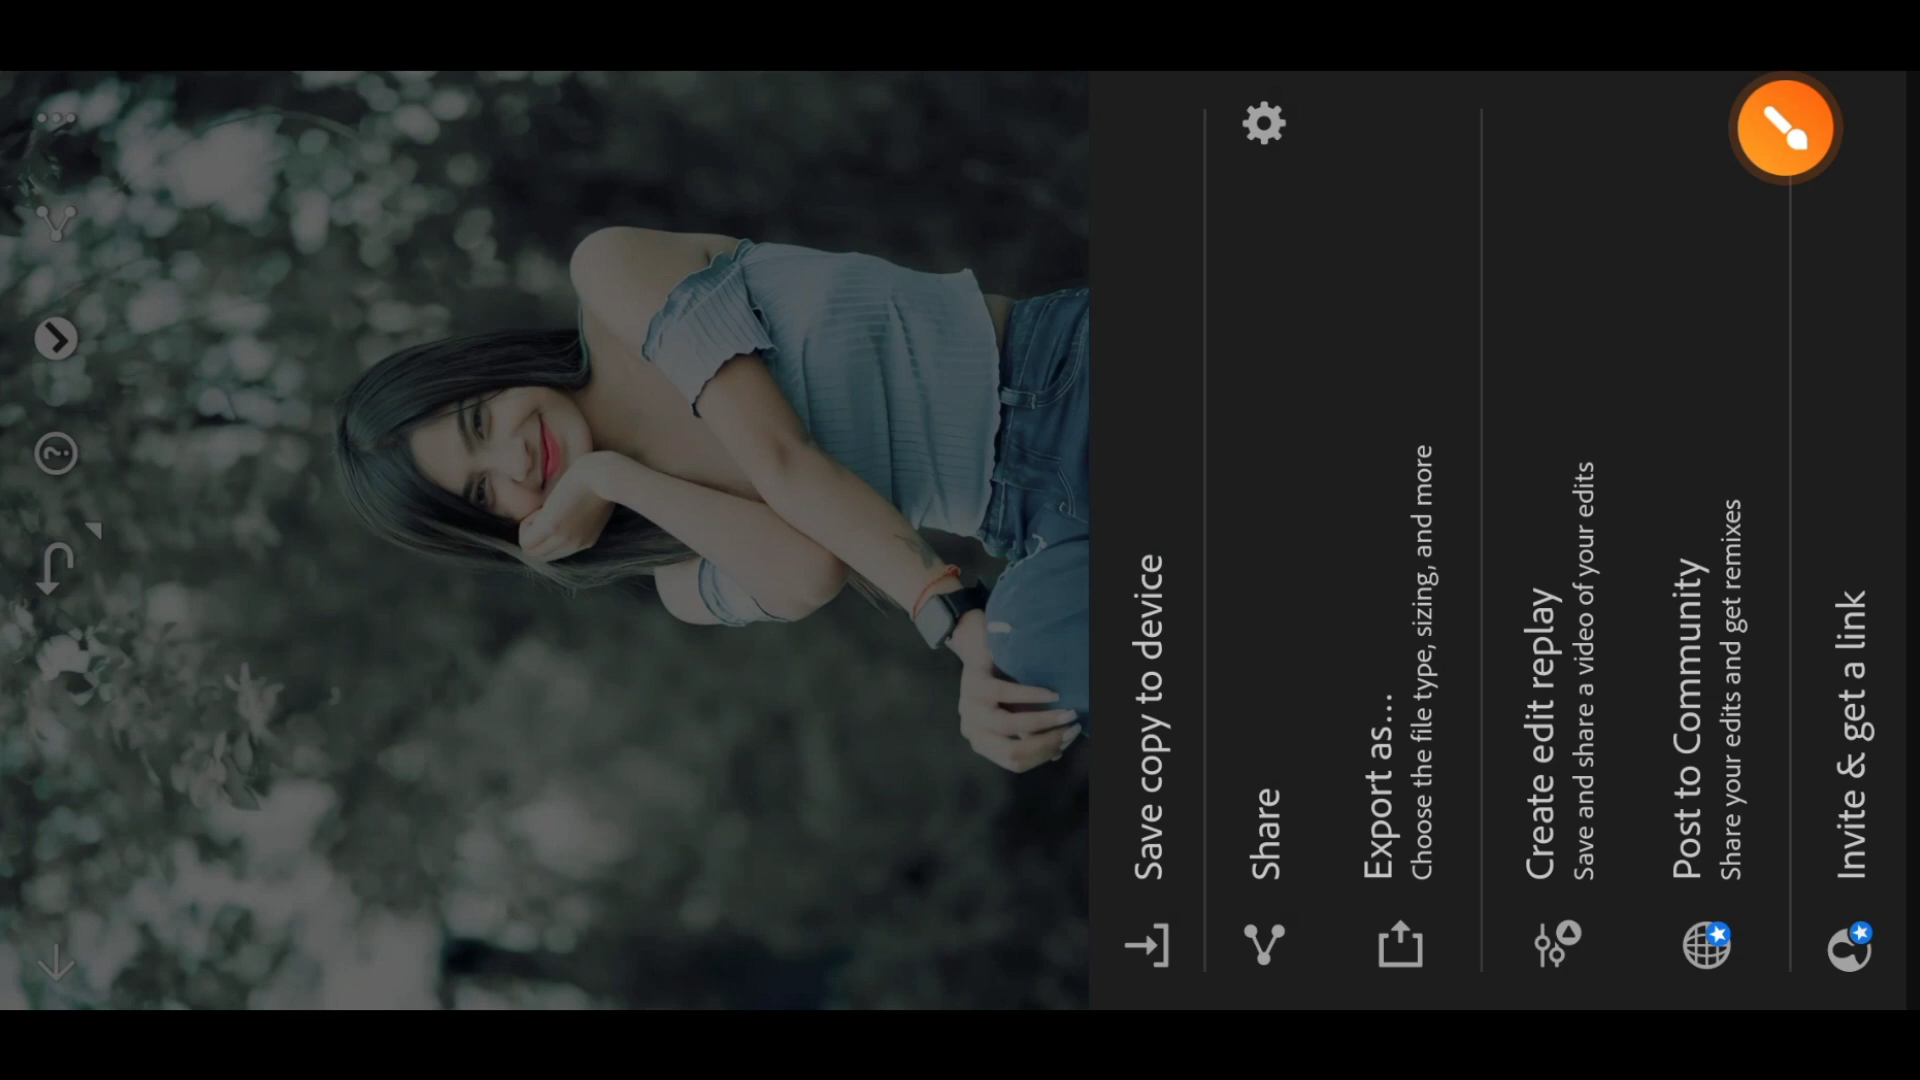 Save copy to device
Share
Export as...
Choose the file type, sizing, and more
Create edit replay
Save and share a video of your edits
Post to Community
Share your edits and get remixes
Invite & get a link